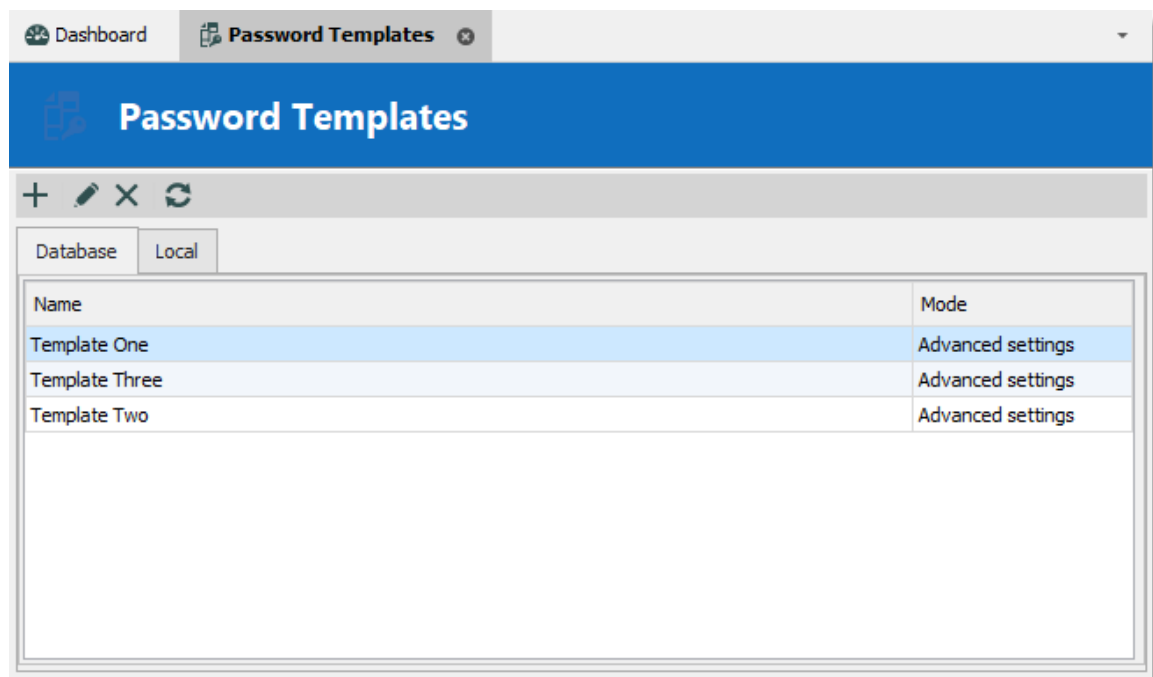 Dashboard Password Templates
Password Templates
Database Local
Name Mode
Template One Advanced settings
Template Three Advanced settings
Template Two Advanced settings